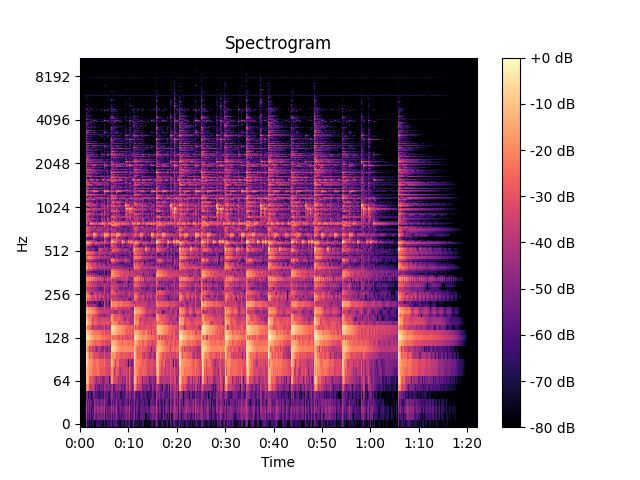 Spectrogram
8192
4096
2048
1024
512
256
128
64
0
Hz
0:00 0:10 0:20 0:30 0:40 0:50 1:00 1:10 1:20
Time
+0 dB
-10 dB
-20 dB
-30 dB
-40 dB
-50 dB
-60 dB
-70 dB
-80 dB